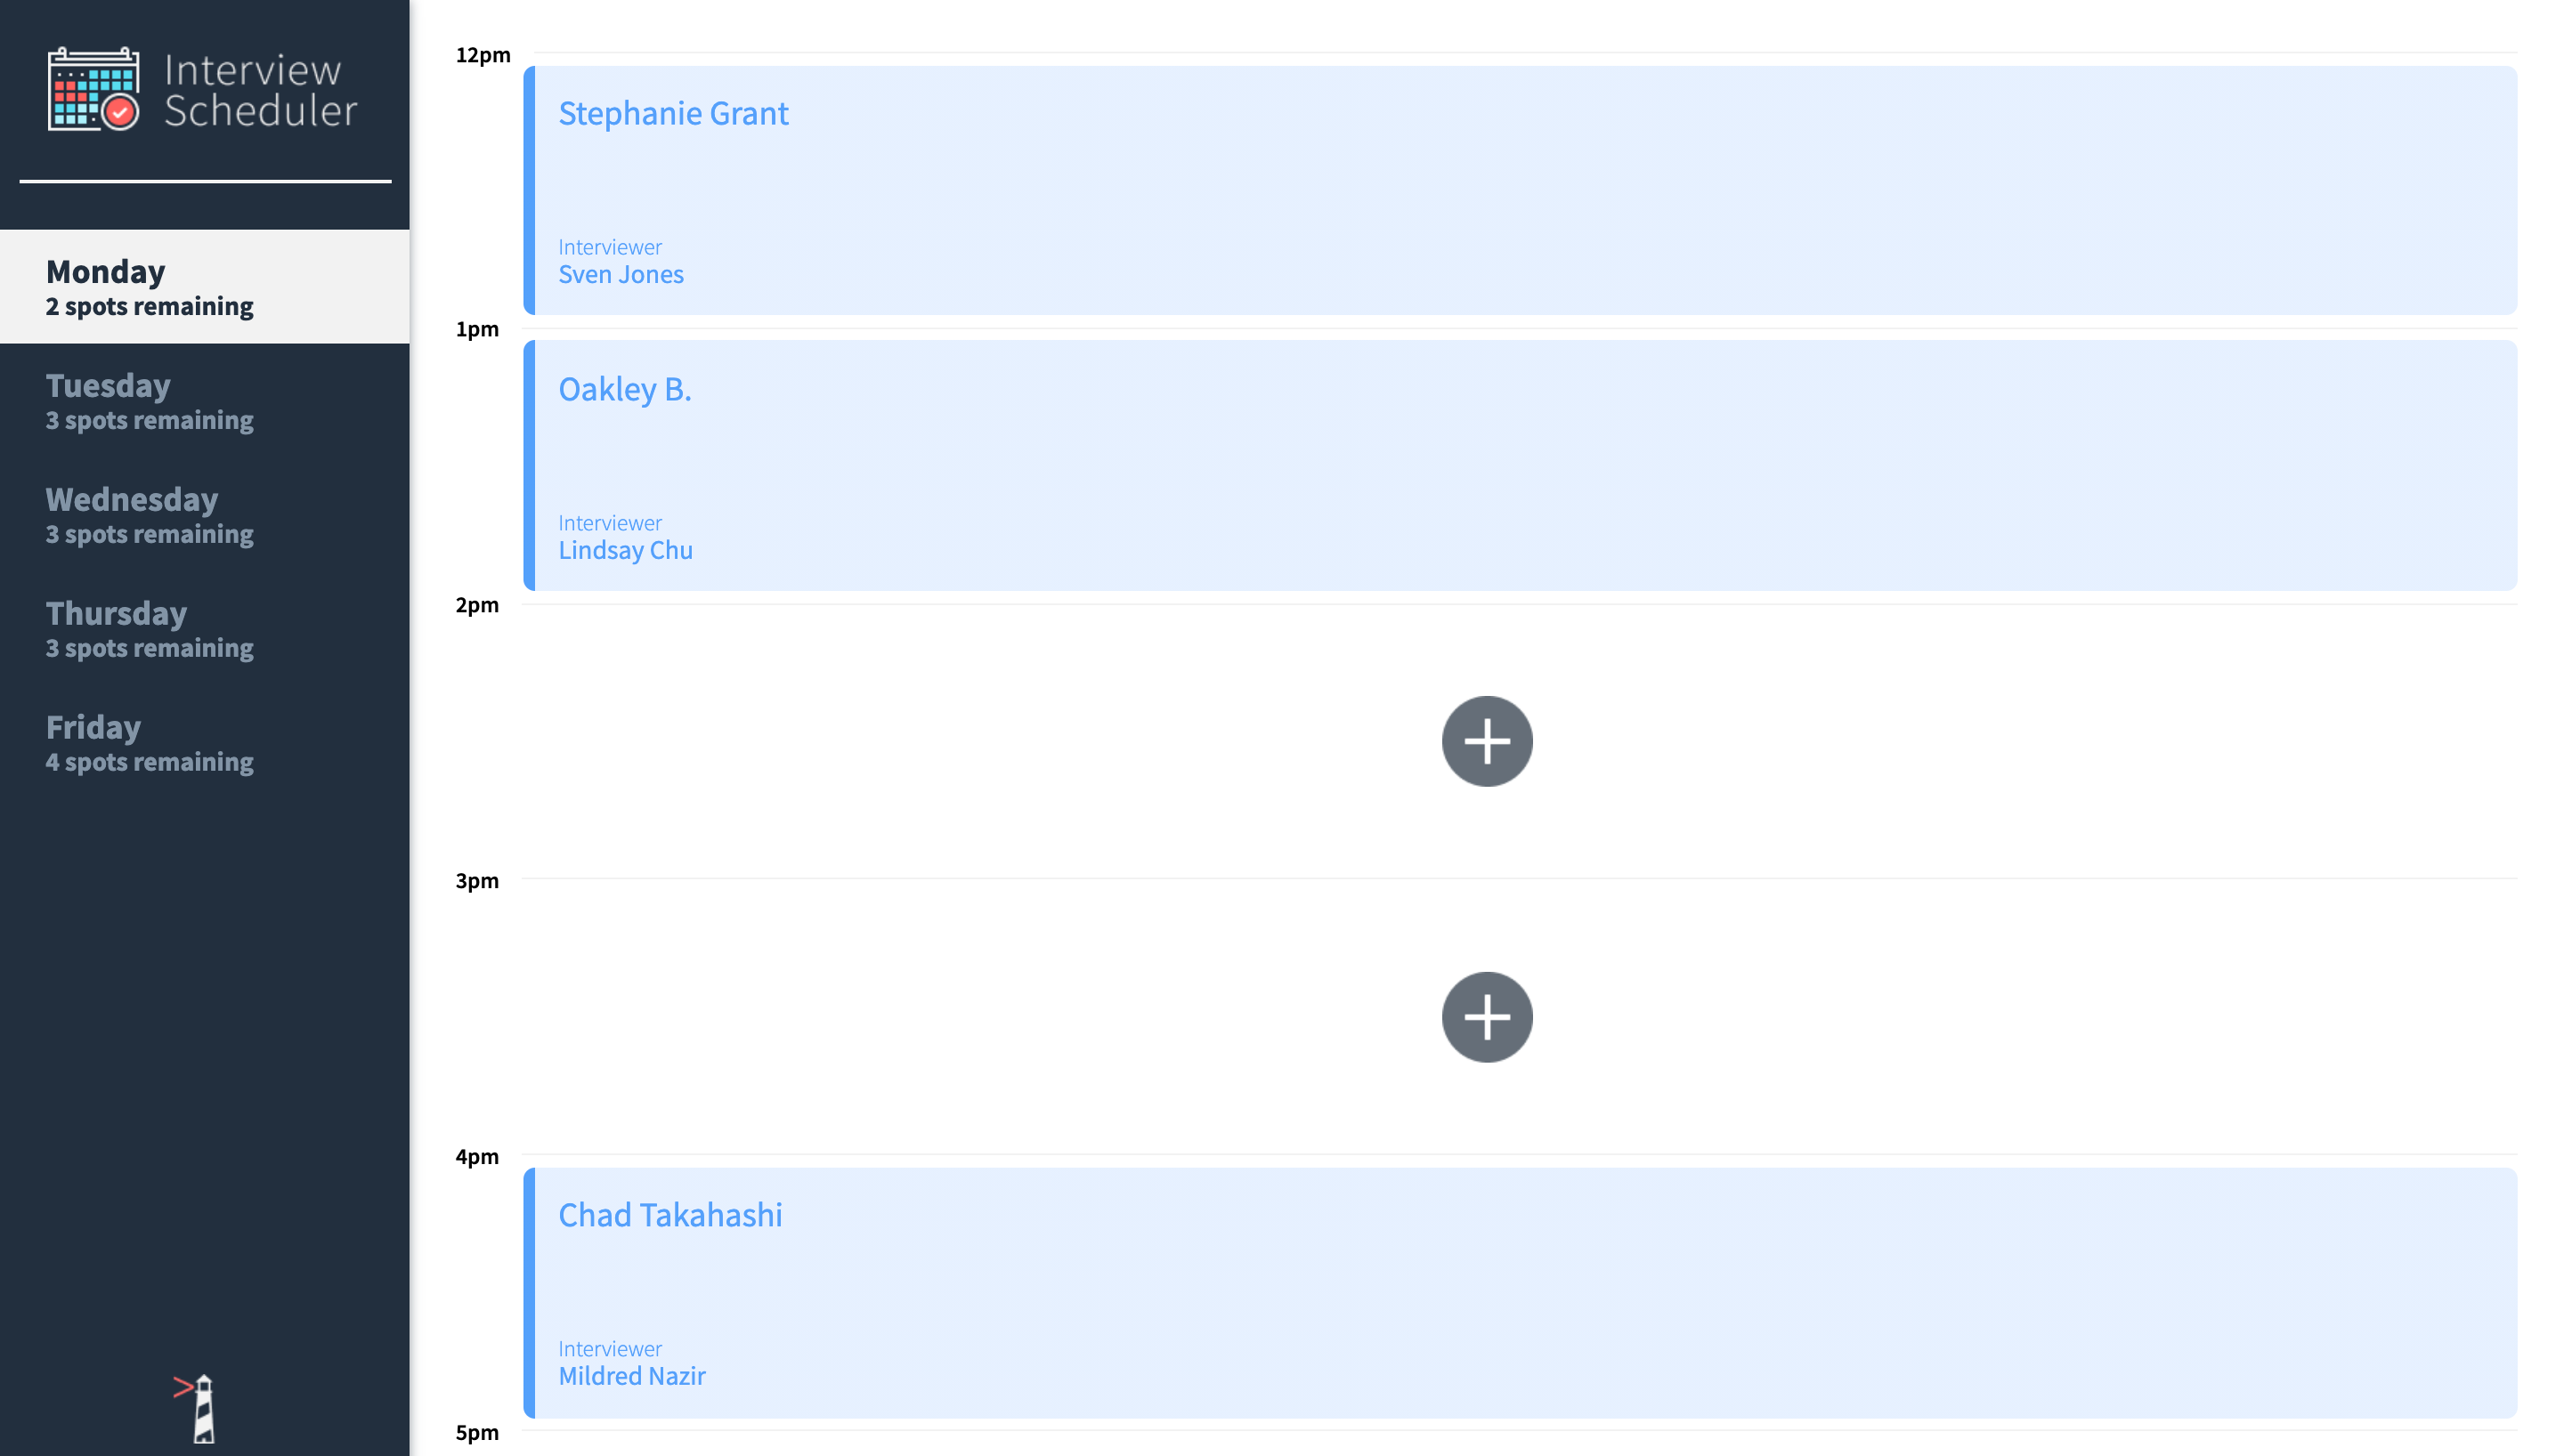 Interview
Scheduler
Monday
2 spots remaining
Tuesday
3 spots remaining
Wednesday
3 spots remaining
Thursday
3 spots remaining
Friday
4 spots remaining
12pm
Stephanie Grant
Interviewer
Sven Jones
1pm
Oakley B.
Interviewer
Lindsay Chu
2pm
3pm
4pm
Chad Takahashi
Interviewer
Mildred Nazir
5pm